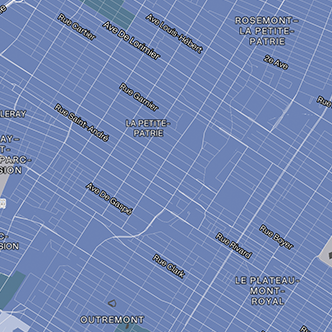 Rue Cartier
Ave De Lorimier
Ave Louis-Hébert
ROSEMONT–
LA PETITE-
PATRIE
2e Ave
Rue Garnier
LERAY
Rue Saint-André
LA PETITE-
PATRIE
AY–
T-
PARC–
SION
Ave De Gaspé
C-
SION
Rue Clark
Rue Rivard
Rue Boyer
LE PLATEAU-
MONT-
ROYAL
OUTREMONT